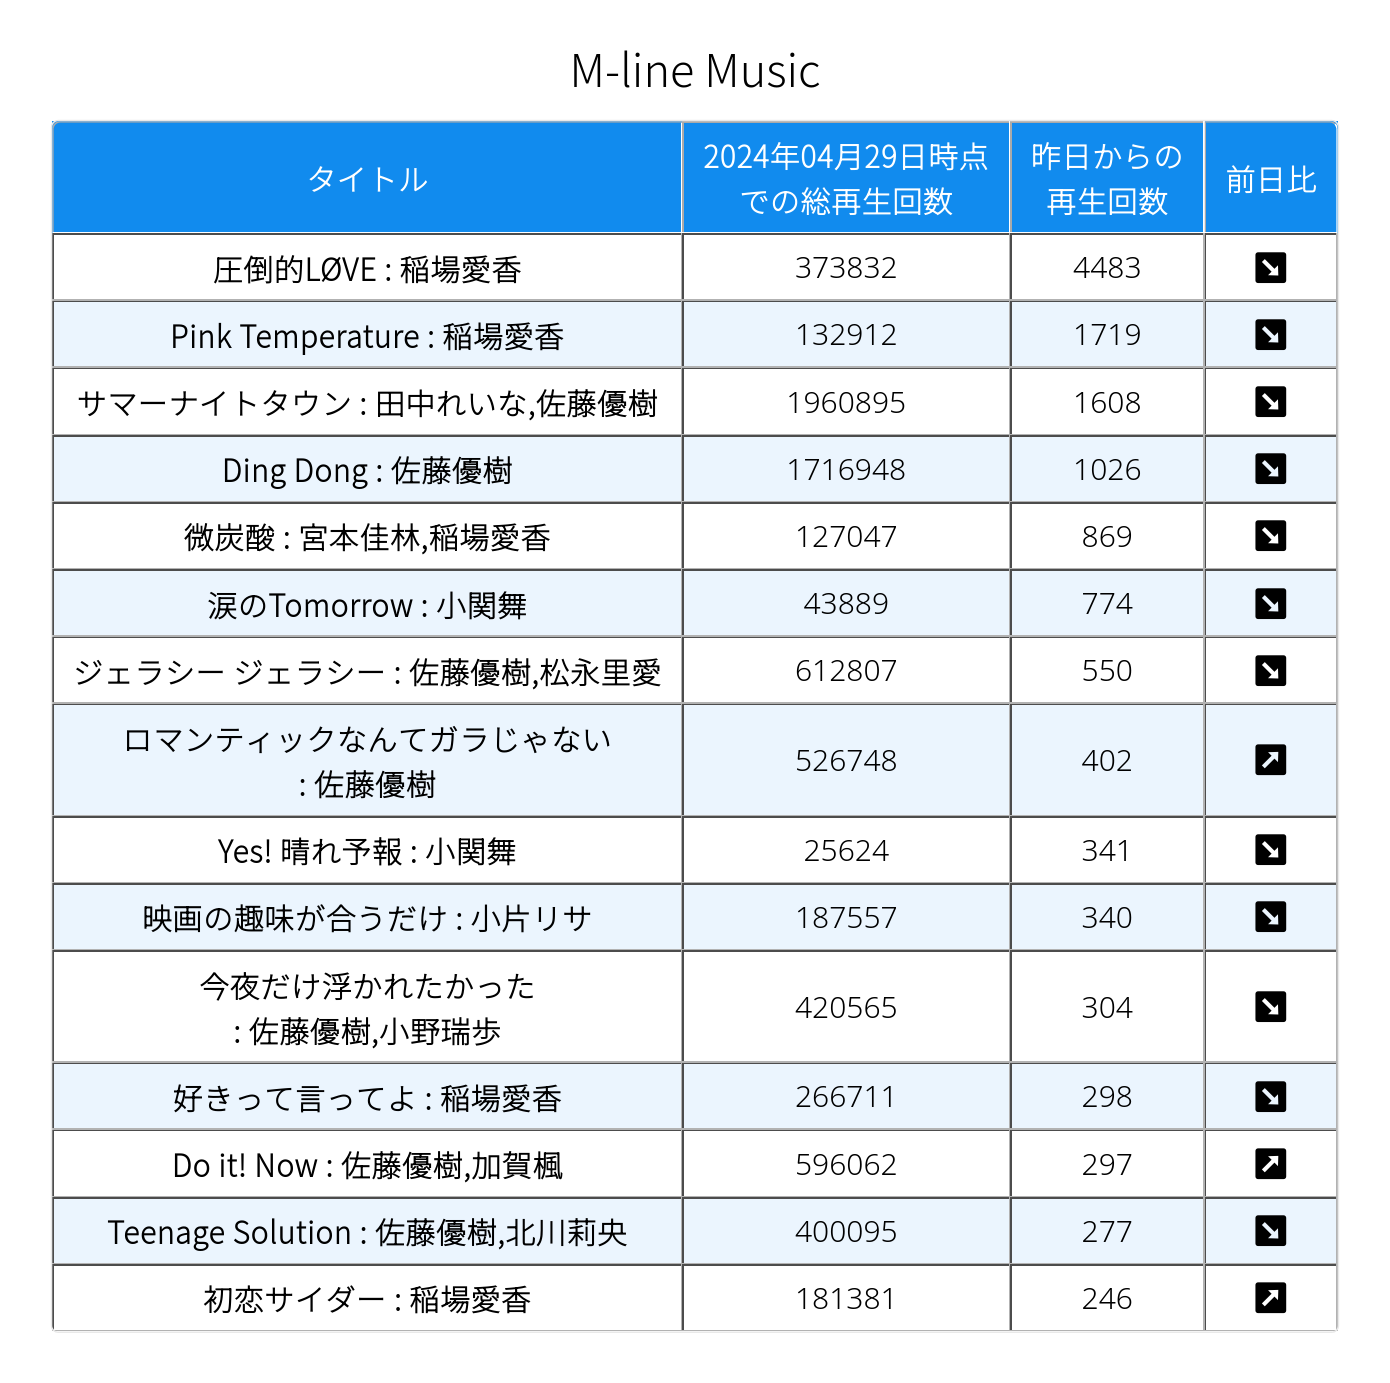 M-line Music
タイトル
2024年04月29日時点
での総再生回数
昨日からの
再生回数
前日比
圧倒的LØVE : 稲場愛香 373832 4483 ↘
Pink Temperature : 稲場愛香 132912 1719 ↘
サマーナイトタウン : 田中れいな,佐藤優樹 1960895 1608 ↘
Ding Dong : 佐藤優樹 1716948 1026 ↘
微炭酸 : 宮本佳林,稲場愛香 127047 869 ↘
涙のTomorrow : 小関舞 43889 774 ↘
ジェラシー ジェラシー : 佐藤優樹,松永里愛 612807 550 ↘
ロマンティックなんてガラじゃない
: 佐藤優樹 526748 402 ↗
Yes! 晴れ予報 : 小関舞 25624 341 ↘
映画の趣味が合うだけ : 小片リサ 187557 340 ↘
今夜だけ浮かれたかった
: 佐藤優樹,小野瑞歩 420565 304 ↘
好きって言ってよ : 稲場愛香 266711 298 ↘
Do it! Now : 佐藤優樹,加賀楓 596062 297 ↗
Teenage Solution : 佐藤優樹,北川莉央 400095 277 ↘
初恋サイダー : 稲場愛香 181381 246 ↗